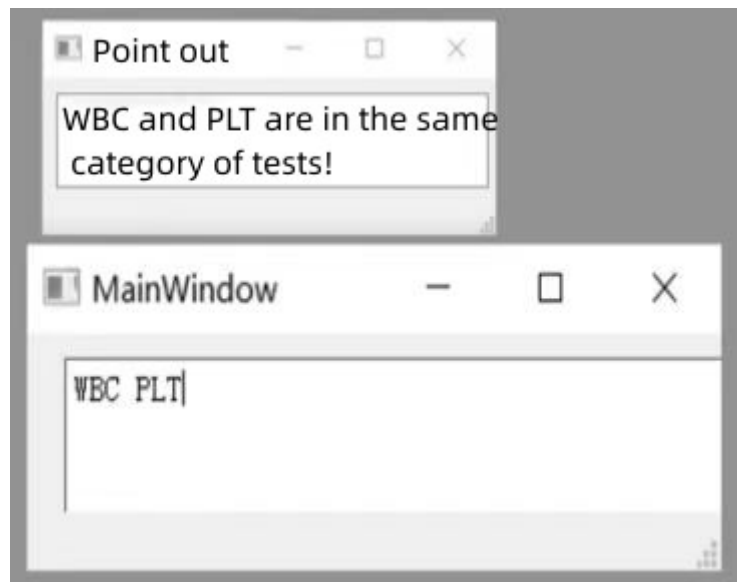 Point out
WBC and PLT are in the same
category of tests!
MainWindow
WBC PLT